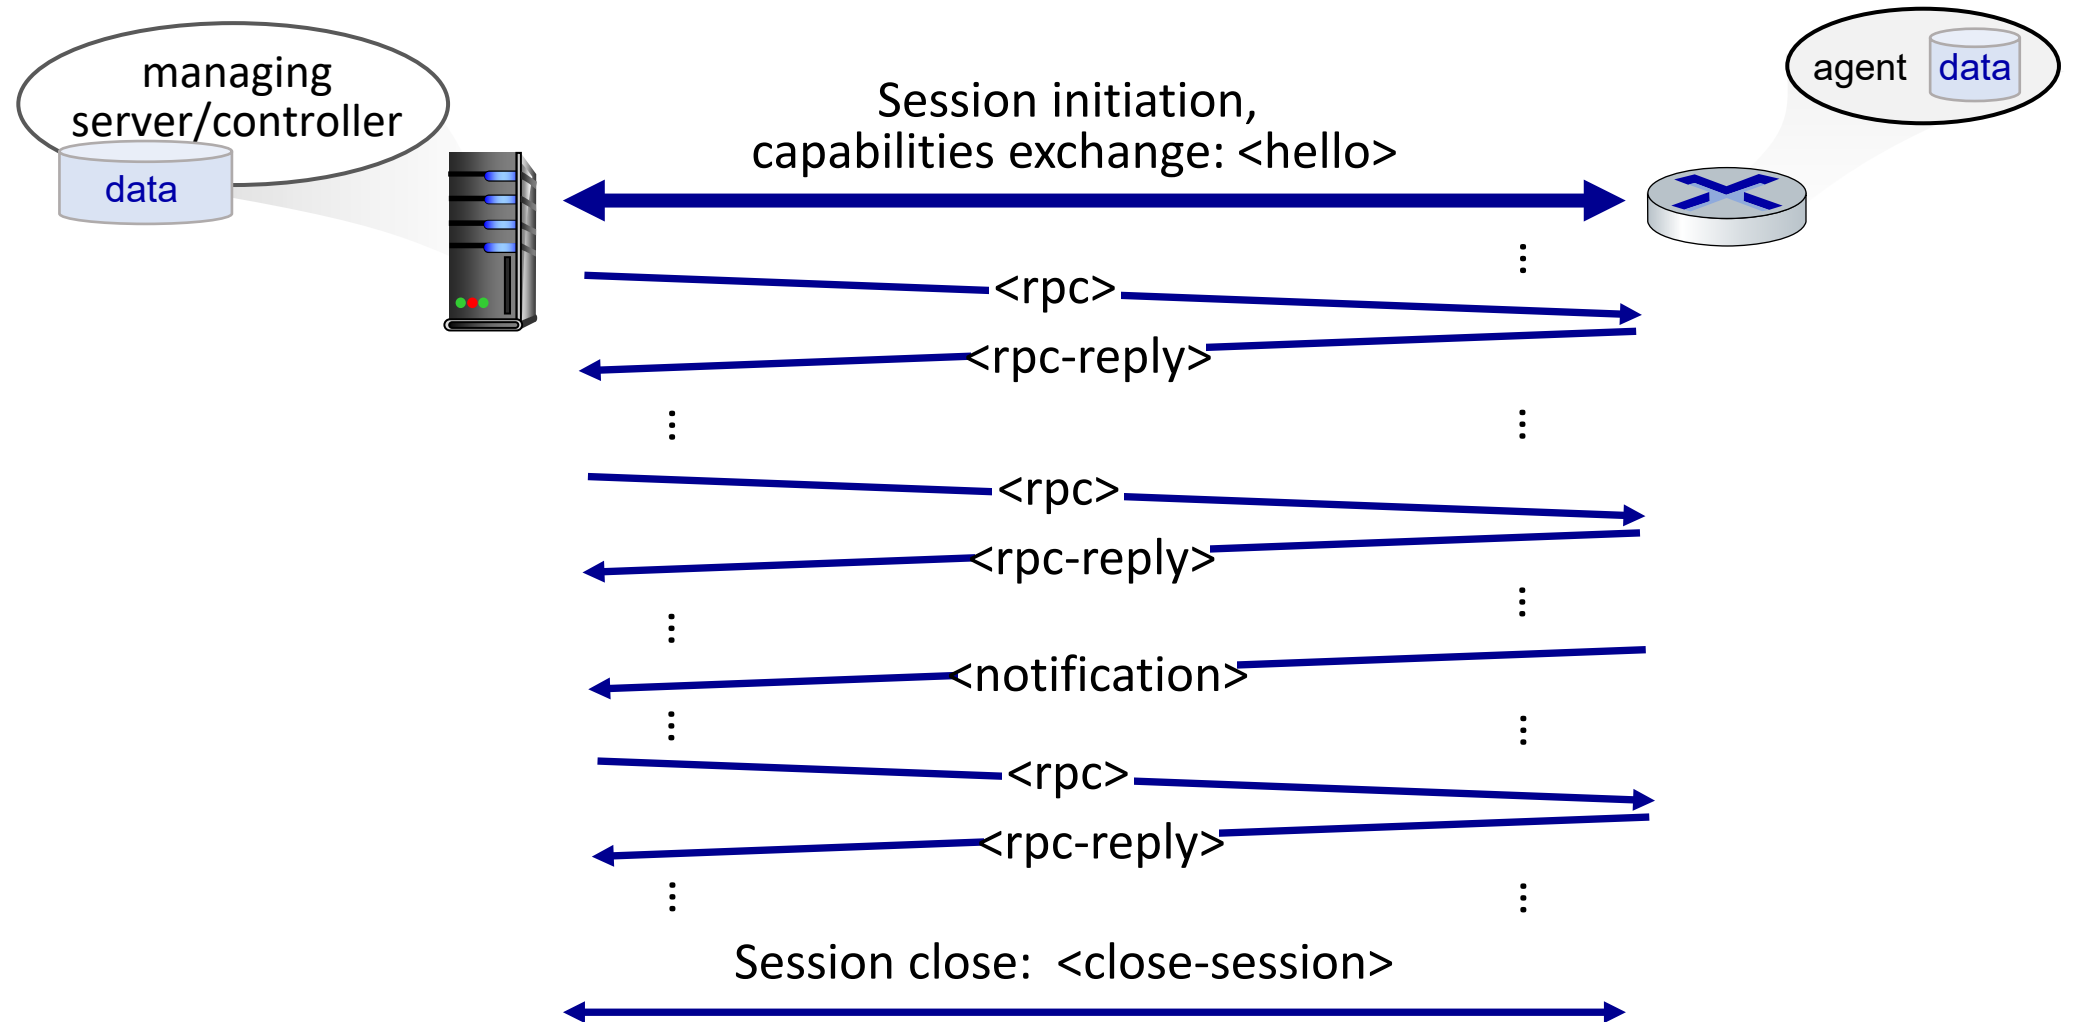 managing
server/controller
data
agent data
Session initiation,
capabilities exchange: <hello>
<rpc>
<rpc-reply>
<rpc>
<rpc-reply>
<notification>
<rpc>
<rpc-reply>
Session close: <close-session>